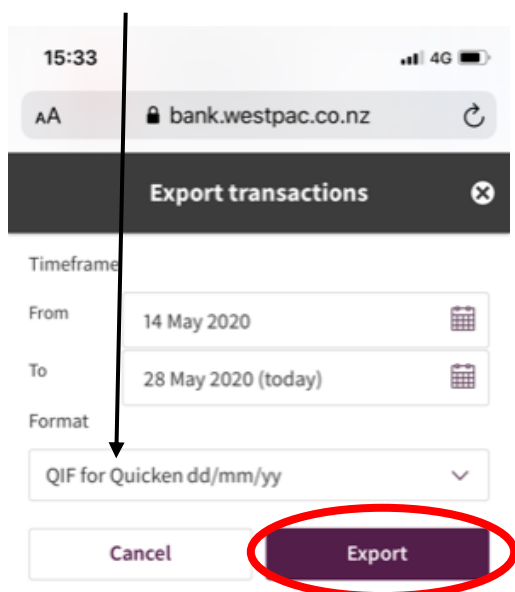 15:33 4G
AA bank.westpac.co.nz
Export transactions
Timeframe
From 14 May 2020
To 28 May 2020 (today)
Format
QIF for Quicken dd/mm/yy
Cancel Export